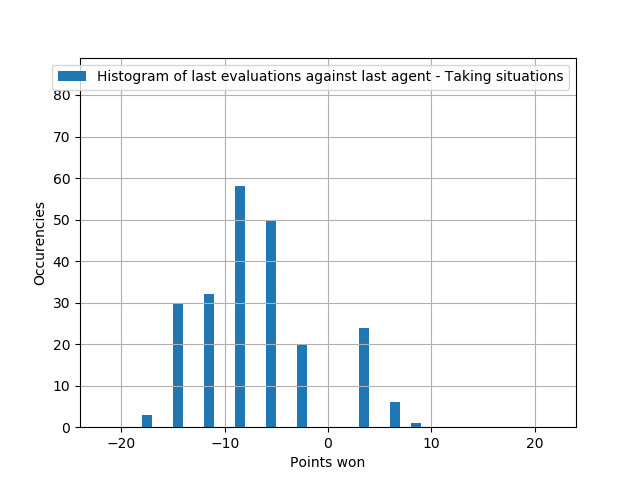 Histogram of last evaluations against last agent - Taking situations
80
70
60
50
40
30
20
10
0
Occurencies
−20 −10 0 10 20
Points won